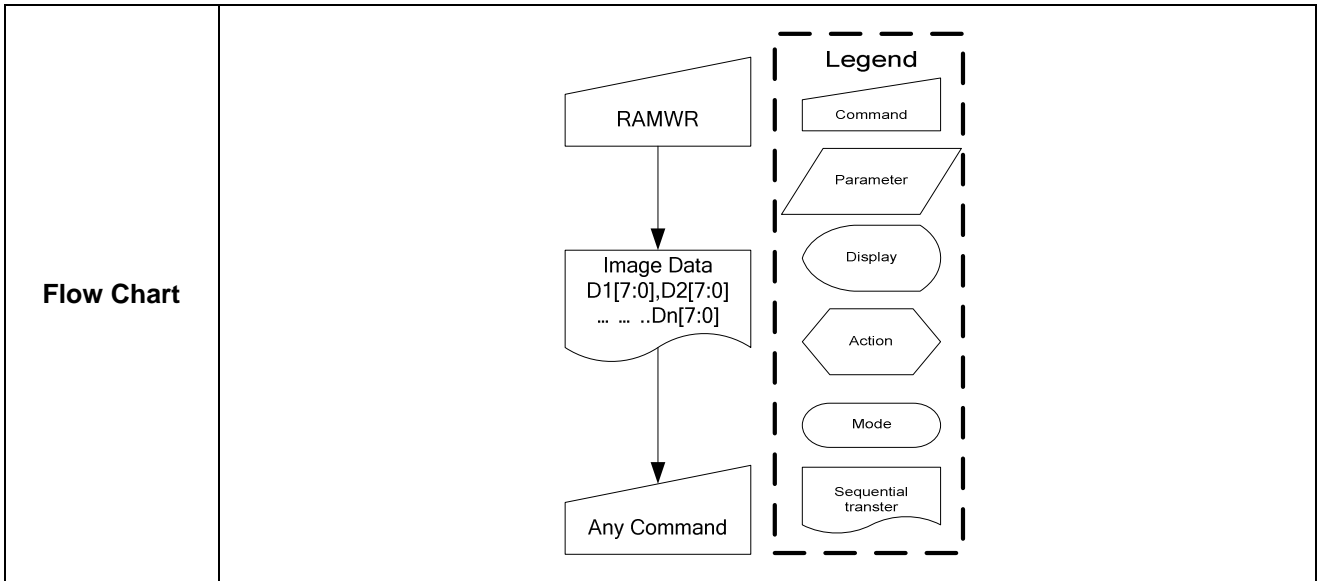 Flow Chart
RAMWR
Image Data
D1[7:0],D2[7:0]
... ... ..Dn[7:0]
Any Command
Legend
Command
Parameter
Display
Action
Mode
Sequential
transter